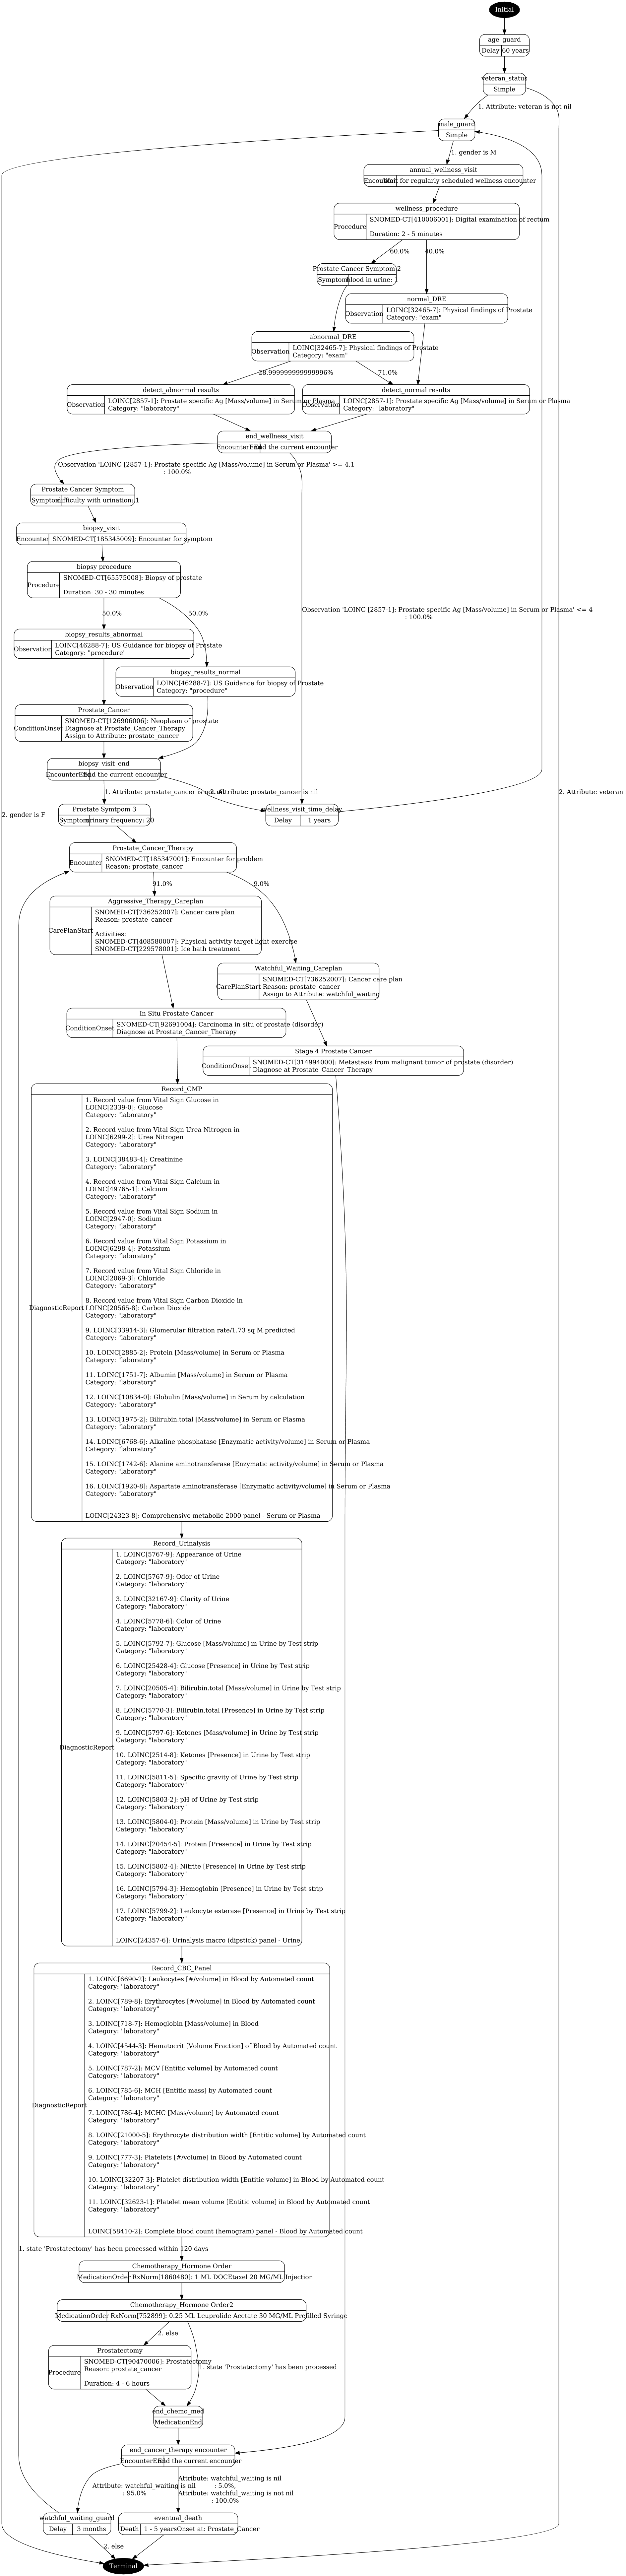 Initial
age_guard
Delay 60 years
veteran_status
Simple
1. Attribute: veteran is not nil
male_guard
Simple
1. gender is M
annual_wellness_visit
Encounter Wait for regularly scheduled wellness encounter
wellness_procedure
Procedure
SNOMED-CT[410006001]: Digital examination of rectum
Duration: 2 - 5 minutes
60.0%
40.0%
Prostate Cancer Symptom 2
Symptom blood in urine: 1
normal_DRE
Observation
LOINC[32465-7]: Physical findings of Prostate
Category: "exam"
abnormal_DRE
Observation
LOINC[32465-7]: Physical findings of Prostate
Category: "exam"
28.999999999999996%
71.0%
detect_abnormal results
Observation
LOINC[2857-1]: Prostate specific Ag [Mass/volume] in Serum or Plasma
Category: "laboratory"
detect_normal results
Observation
LOINC[2857-1]: Prostate specific Ag [Mass/volume] in Serum or Plasma
Category: "laboratory"
end_wellness_visit
EncounterEnd End the current encounter
Observation 'LOINC [2857-1]: Prostate specific Ag [Mass/volume] in Serum or Plasma' >= 4.1
: 100.0%
Prostate Cancer Symptom
Symptom difficulty with urination: 1
biopsy_visit
Encounter SNOMED-CT[185345009]: Encounter for symptom
biopsy procedure
Procedure
SNOMED-CT[65575008]: Biopsy of prostate
Duration: 30 - 30 minutes
50.0%
50.0%
Observation 'LOINC [2857-1]: Prostate specific Ag [Mass/volume] in Serum or Plasma' <= 4
: 100.0%
biopsy_results_abnormal
Observation
LOINC[46288-7]: US Guidance for biopsy of Prostate
Category: "procedure"
biopsy_results_normal
Observation
LOINC[46288-7]: US Guidance for biopsy of Prostate
Category: "procedure"
Prostate_Cancer
ConditionOnset
SNOMED-CT[126906006]: Neoplasm of prostate
Diagnose at Prostate_Cancer_Therapy
Assign to Attribute: prostate_cancer
biopsy_visit_end
EncounterEnd End the current encounter
1. Attribute: prostate_cancer is not nil
2. Attribute: prostate_cancer is nil
2. Attribute: veteran
2. gender is F
Prostate Symtpom 3
Symptom urinary frequency: 20
wellness_visit_time_delay
Delay 1 years
Prostate_Cancer_Therapy
Encounter
SNOMED-CT[185347001]: Encounter for problem
Reason: prostate_cancer
91.0%
9.0%
Aggressive_Therapy_Careplan
CarePlanStart
SNOMED-CT[736252007]: Cancer care plan
Reason: prostate_cancer
Activities:
SNOMED-CT[408580007]: Physical activity target light exercise
SNOMED-CT[229578001]: Ice bath treatment
Watchful_Waiting_Careplan
CarePlanStart
SNOMED-CT[736252007]: Cancer care plan
Reason: prostate_cancer
Assign to Attribute: watchful_waiting
In Situ Prostate Cancer
ConditionOnset
SNOMED-CT[92691004]: Carcinoma in situ of prostate (disorder)
Diagnose at Prostate_Cancer_Therapy
Stage 4 Prostate Cancer
ConditionOnset
SNOMED-CT[314994000]: Metastasis from malignant tumor of prostate (disorder)
Diagnose at Prostate_Cancer_Therapy
Record_CMP
DiagnosticReport
1. Record value from Vital Sign Glucose in
LOINC[2339-0]: Glucose
Category: "laboratory"
2. Record value from Vital Sign Urea Nitrogen in
LOINC[6299-2]: Urea Nitrogen
Category: "laboratory"
3. LOINC[38483-4]: Creatinine
Category: "laboratory"
4. Record value from Vital Sign Calcium in
LOINC[49765-1]: Calcium
Category: "laboratory"
5. Record value from Vital Sign Sodium in
LOINC[2947-0]: Sodium
Category: "laboratory"
6. Record value from Vital Sign Potassium in
LOINC[6298-4]: Potassium
Category: "laboratory"
7. Record value from Vital Sign Chloride in
LOINC[2069-3]: Chloride
Category: "laboratory"
8. Record value from Vital Sign Carbon Dioxide in
LOINC[20565-8]: Carbon Dioxide
Category: "laboratory"
9. LOINC[33914-3]: Glomerular filtration rate/1.73 sq M.predicted
Category: "laboratory"
10. LOINC[2885-2]: Protein [Mass/volume] in Serum or Plasma
Category: "laboratory"
11. LOINC[1751-7]: Albumin [Mass/volume] in Serum or Plasma
Category: "laboratory"
12. LOINC[10834-0]: Globulin [Mass/volume] in Serum by calculation
Category: "laboratory"
13. LOINC[1975-2]: Bilirubin.total [Mass/volume] in Serum or Plasma
Category: "laboratory"
14. LOINC[6768-6]: Alkaline phosphatase [Enzymatic activity/volume] in Serum or Plasma
Category: "laboratory"
15. LOINC[1742-6]: Alanine aminotransferase [Enzymatic activity/volume] in Serum or Plasma
Category: "laboratory"
16. LOINC[1920-8]: Aspartate aminotransferase [Enzymatic activity/volume] in Serum or Plasma
Category: "laboratory"
LOINC[24323-8]: Comprehensive metabolic 2000 panel - Serum or Plasma
Record_Urinalysis
DiagnosticReport
1. LOINC[5767-9]: Appearance of Urine
Category: "laboratory"
2. LOINC[5767-9]: Odor of Urine
Category: "laboratory"
3. LOINC[32167-9]: Clarity of Urine
Category: "laboratory"
4. LOINC[5778-6]: Color of Urine
Category: "laboratory"
5. LOINC[5792-7]: Glucose [Mass/volume] in Urine by Test strip
Category: "laboratory"
6. LOINC[25428-4]: Glucose [Presence] in Urine by Test strip
Category: "laboratory"
7. LOINC[20505-4]: Bilirubin.total [Mass/volume] in Urine by Test strip
Category: "laboratory"
8. LOINC[5770-3]: Bilirubin.total [Presence] in Urine by Test strip
Category: "laboratory"
9. LOINC[5797-6]: Ketones [Mass/volume] in Urine by Test strip
Category: "laboratory"
10. LOINC[2514-8]: Ketones [Presence] in Urine by Test strip
Category: "laboratory"
11. LOINC[5811-5]: Specific gravity of Urine by Test strip
Category: "laboratory"
12. LOINC[5803-2]: pH of Urine by Test strip
Category: "laboratory"
13. LOINC[5804-0]: Protein [Mass/volume] in Urine by Test strip
Category: "laboratory"
14. LOINC[20454-5]: Protein [Presence] in Urine by Test strip
Category: "laboratory"
15. LOINC[5802-4]: Nitrite [Presence] in Urine by Test strip
Category: "laboratory"
16. LOINC[5794-3]: Hemoglobin [Presence] in Urine by Test strip
Category: "laboratory"
17. LOINC[5799-2]: Leukocyte esterase [Presence] in Urine by Test strip
Category: "laboratory"
LOINC[24357-6]: Urinalysis macro (dipstick) panel - Urine
Record_CBC_Panel
DiagnosticReport
1. LOINC[6690-2]: Leukocytes [#/volume] in Blood by Automated count
Category: "laboratory"
2. LOINC[789-8]: Erythrocytes [#/volume] in Blood by Automated count
Category: "laboratory"
3. LOINC[718-7]: Hemoglobin [Mass/volume] in Blood
Category: "laboratory"
4. LOINC[4544-3]: Hematocrit [Volume Fraction] of Blood by Automated count
Category: "laboratory"
5. LOINC[787-2]: MCV [Entitic volume] by Automated count
Category: "laboratory"
6. LOINC[785-6]: MCH [Entitic mass] by Automated count
Category: "laboratory"
7. LOINC[786-4]: MCHC [Mass/volume] by Automated count
Category: "laboratory"
8. LOINC[21000-5]: Erythrocyte distribution width [Entitic volume] by Automated count
Category: "laboratory"
9. LOINC[777-3]: Platelets [#/volume] in Blood by Automated count
Category: "laboratory"
10. LOINC[32207-3]: Platelet distribution width [Entitic volume] in Blood by Automated count
Category: "laboratory"
11. LOINC[32623-1]: Platelet mean volume [Entitic volume] in Blood by Automated count
Category: "laboratory"
LOINC[58410-2]: Complete blood count (hemogram) panel - Blood by Automated count
1. state 'Prostatectomy' has been processed within 120 days
Chemotherapy_Hormone Order
MedicationOrder RxNorm[1860480]: 1 ML DOCEtaxel 20 MG/ML Injection
Chemotherapy_Hormone Order2
MedicationOrder RxNorm[752899]: 0.25 ML Leuprolide Acetate 30 MG/ML Prefilled Syringe
2. else
1. state 'Prostatectomy' has been processed
Prostatectomy
Procedure
SNOMED-CT[90470006]: Prostatectomy
Reason: prostate_cancer
Duration: 4 - 6 hours
end_chemo_med
MedicationEnd
end_cancer_therapy encounter
EncounterEnd End the current encounter
Attribute: watchful_waiting is nil
: 95.0%
Attribute: watchful_waiting is nil
: 5.0%,
Attribute: watchful_waiting is not nil
: 100.0%
watchful_waiting_guard
Delay 3 months
eventual_death
Death 1 - 5 yearsOnset at: Prostate_Cancer
2. else
Terminal